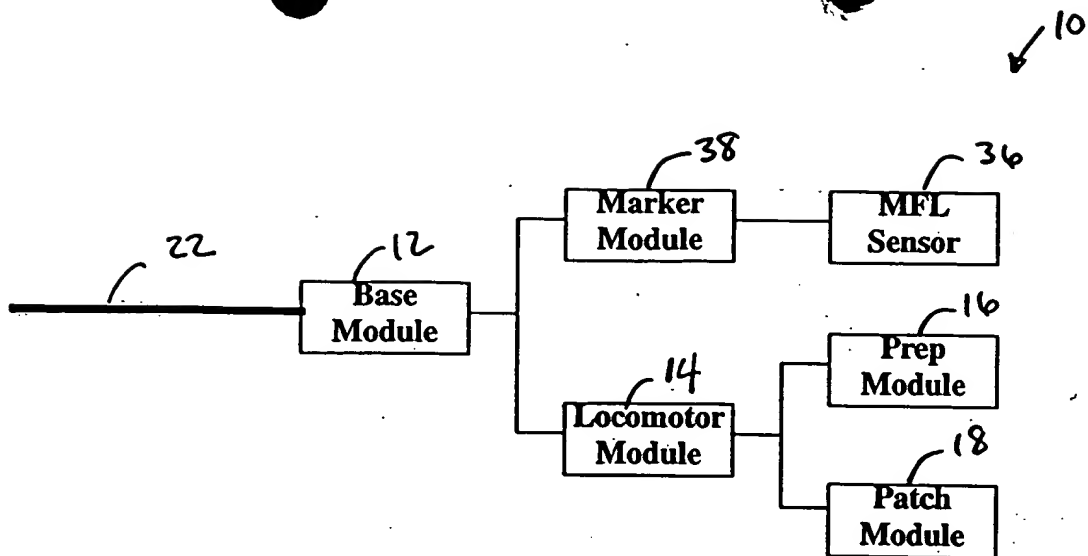 10
38
Marker
Module
36
MFL
Sensor
22
12
Base
Module
16
Prep
Module
14
Locomotor
Module
18
Patch
Module